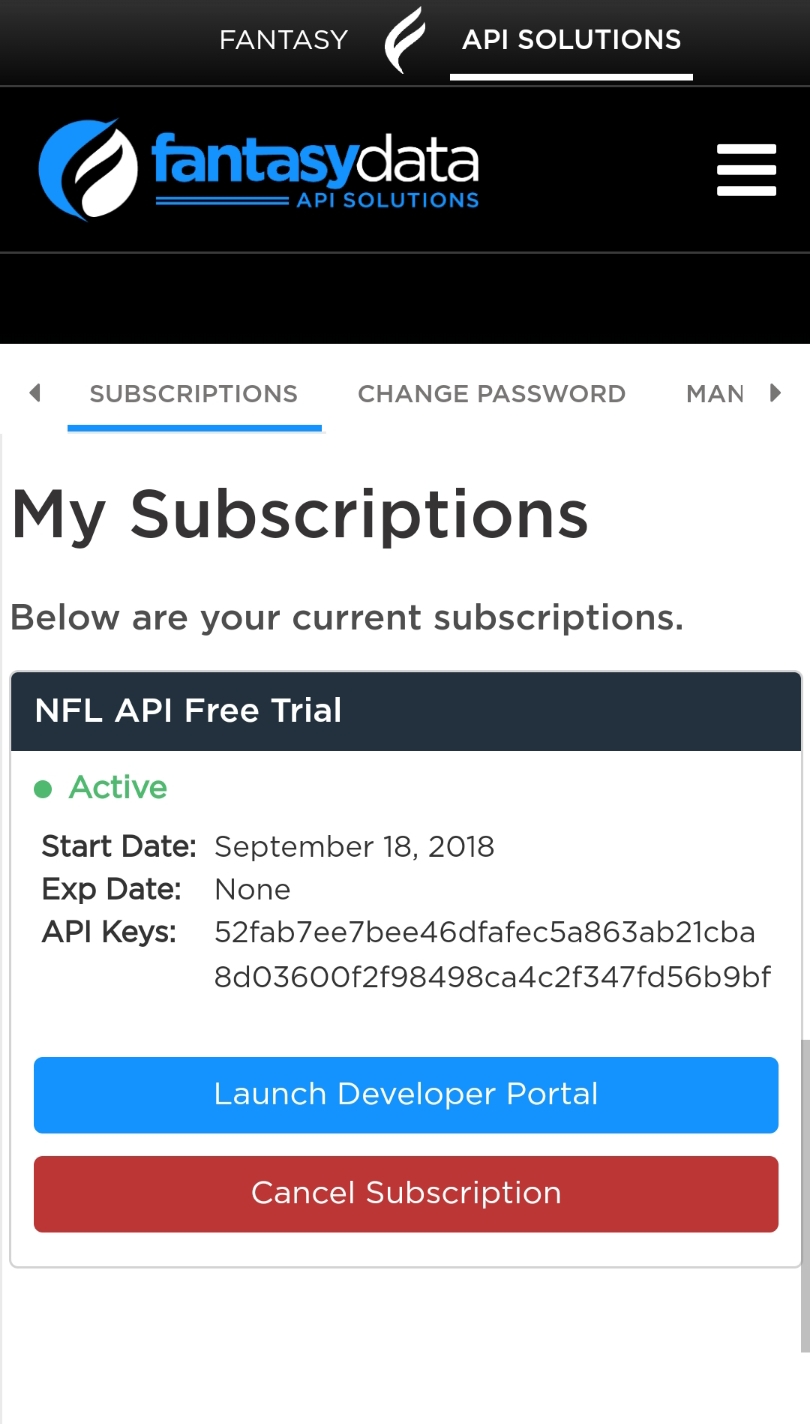 FANTASY API SOLUTIONS
fantasydata
API SOLUTIONS
SUBSCRIPTIONS CHANGE PASSWORD MAN
My Subscriptions
Below are your current subscriptions.
NFL API Free Trial
Active
Start Date: September 18, 2018
Exp Date: None
API Keys: 52fab7ee7bee46dfafec5a863ab21cba
8d03600f2f98498ca4c2f347fd56b9bf
Launch Developer Portal
Cancel Subscription